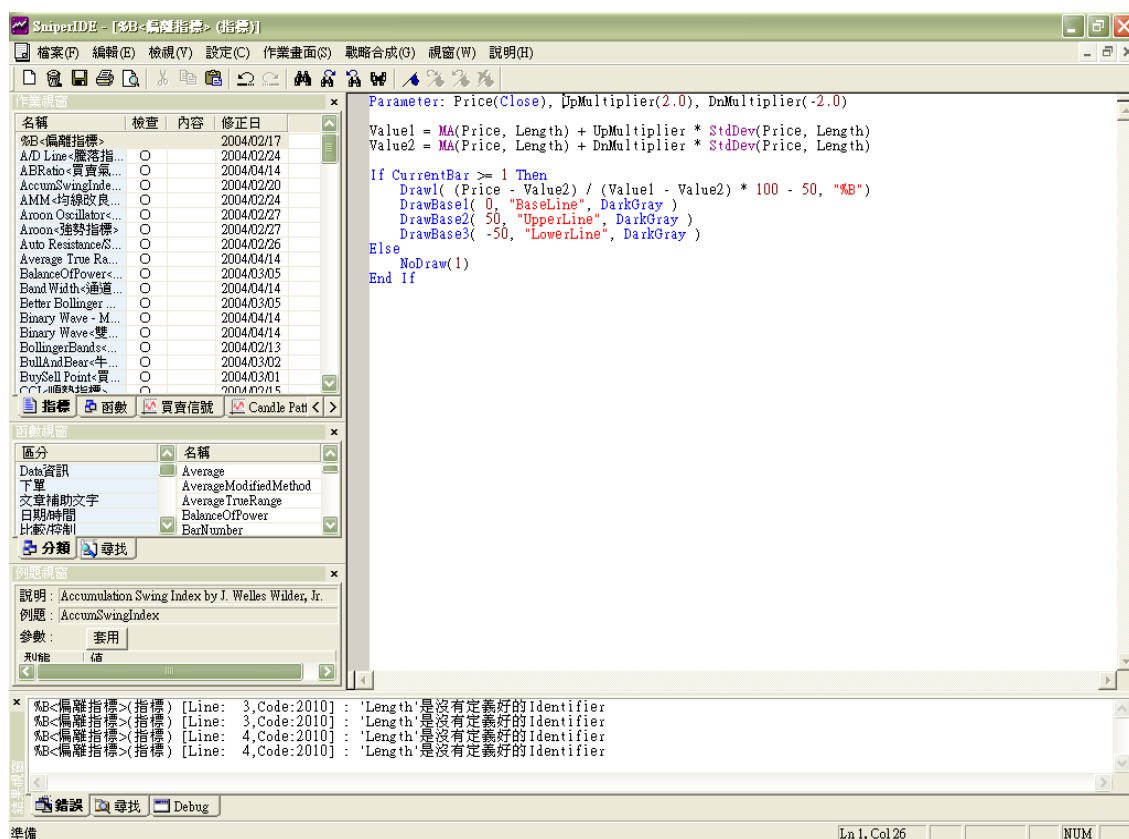 SniperIDE - [%B<偏離指標> (指標)]
檔案(F) 編輯(E) 檢視(V) 設定(C) 作業畫面(S) 戰略合成(G) 視窗(W) 說明(H)
作業視窗
名稱 檢查 內容 修正日
%B<偏離指標> 2004/02/17
A/D Line<騰落指... O 2004/02/24
ABRatio<買賣氣... O 2004/04/14
AccumSwingInde... O 2004/02/20
AMM<均線改良... O 2004/02/24
Aroon Oscillator<... O 2004/02/27
Aroon<強勢指標> O 2004/02/27
Auto Resistance/S... O 2004/02/26
Average True Ra... O 2004/04/14
BalanceOfPower<... O 2004/03/05
Band Width<通道... O 2004/04/14
Better Bollinger ... O 2004/03/05
Binary Wave - M... O 2004/04/14
Binary Wave<雙... O 2004/04/14
BollingerBands<... O 2004/02/13
BullAndBear<牛... O 2004/03/02
BuySell Point<買... O 2004/03/01
CCI<順勢指標> O 2004/02/15
指標 函數 買賣信號 Candle Patt
函數視窗
區分 名稱
Data資訊 Average
下單 AverageModifiedMethod
文章補助文字 AverageTrueRange
日期/時間 BalanceOfPower
比較/控制 BarNumber
分類 尋找
例題視窗
說明 : Accumulation Swing Index by J. Welles Wilder, Jr.
例題 : AccumSwingIndex
參數 : 套用
型態 值
Parameter: Price(Close), UpMultiplier(2.0), DnMultiplier(-2.0)
Value1 = MA(Price, Length) + UpMultiplier * StdDev(Price, Length)
Value2 = MA(Price, Length) + DnMultiplier * StdDev(Price, Length)
If CurrentBar >= 1 Then
Draw1( (Price - Value2) / (Value1 - Value2) * 100 - 50, "%B")
DrawBase1( 0, "BaseLine", DarkGray )
DrawBase2( 50, "UpperLine", DarkGray )
DrawBase3( -50, "LowerLine", DarkGray )
Else
NoDraw(1)
End If
%B<偏離指標>(指標) [Line: 3,Code:2010] : 'Length'是沒有定義好的Identifier
%B<偏離指標>(指標) [Line: 3,Code:2010] : 'Length'是沒有定義好的Identifier
%B<偏離指標>(指標) [Line: 4,Code:2010] : 'Length'是沒有定義好的Identifier
%B<偏離指標>(指標) [Line: 4,Code:2010] : 'Length'是沒有定義好的Identifier
結果視窗
錯誤 尋找 Debug
準備 Ln 1, Col 26 NUM